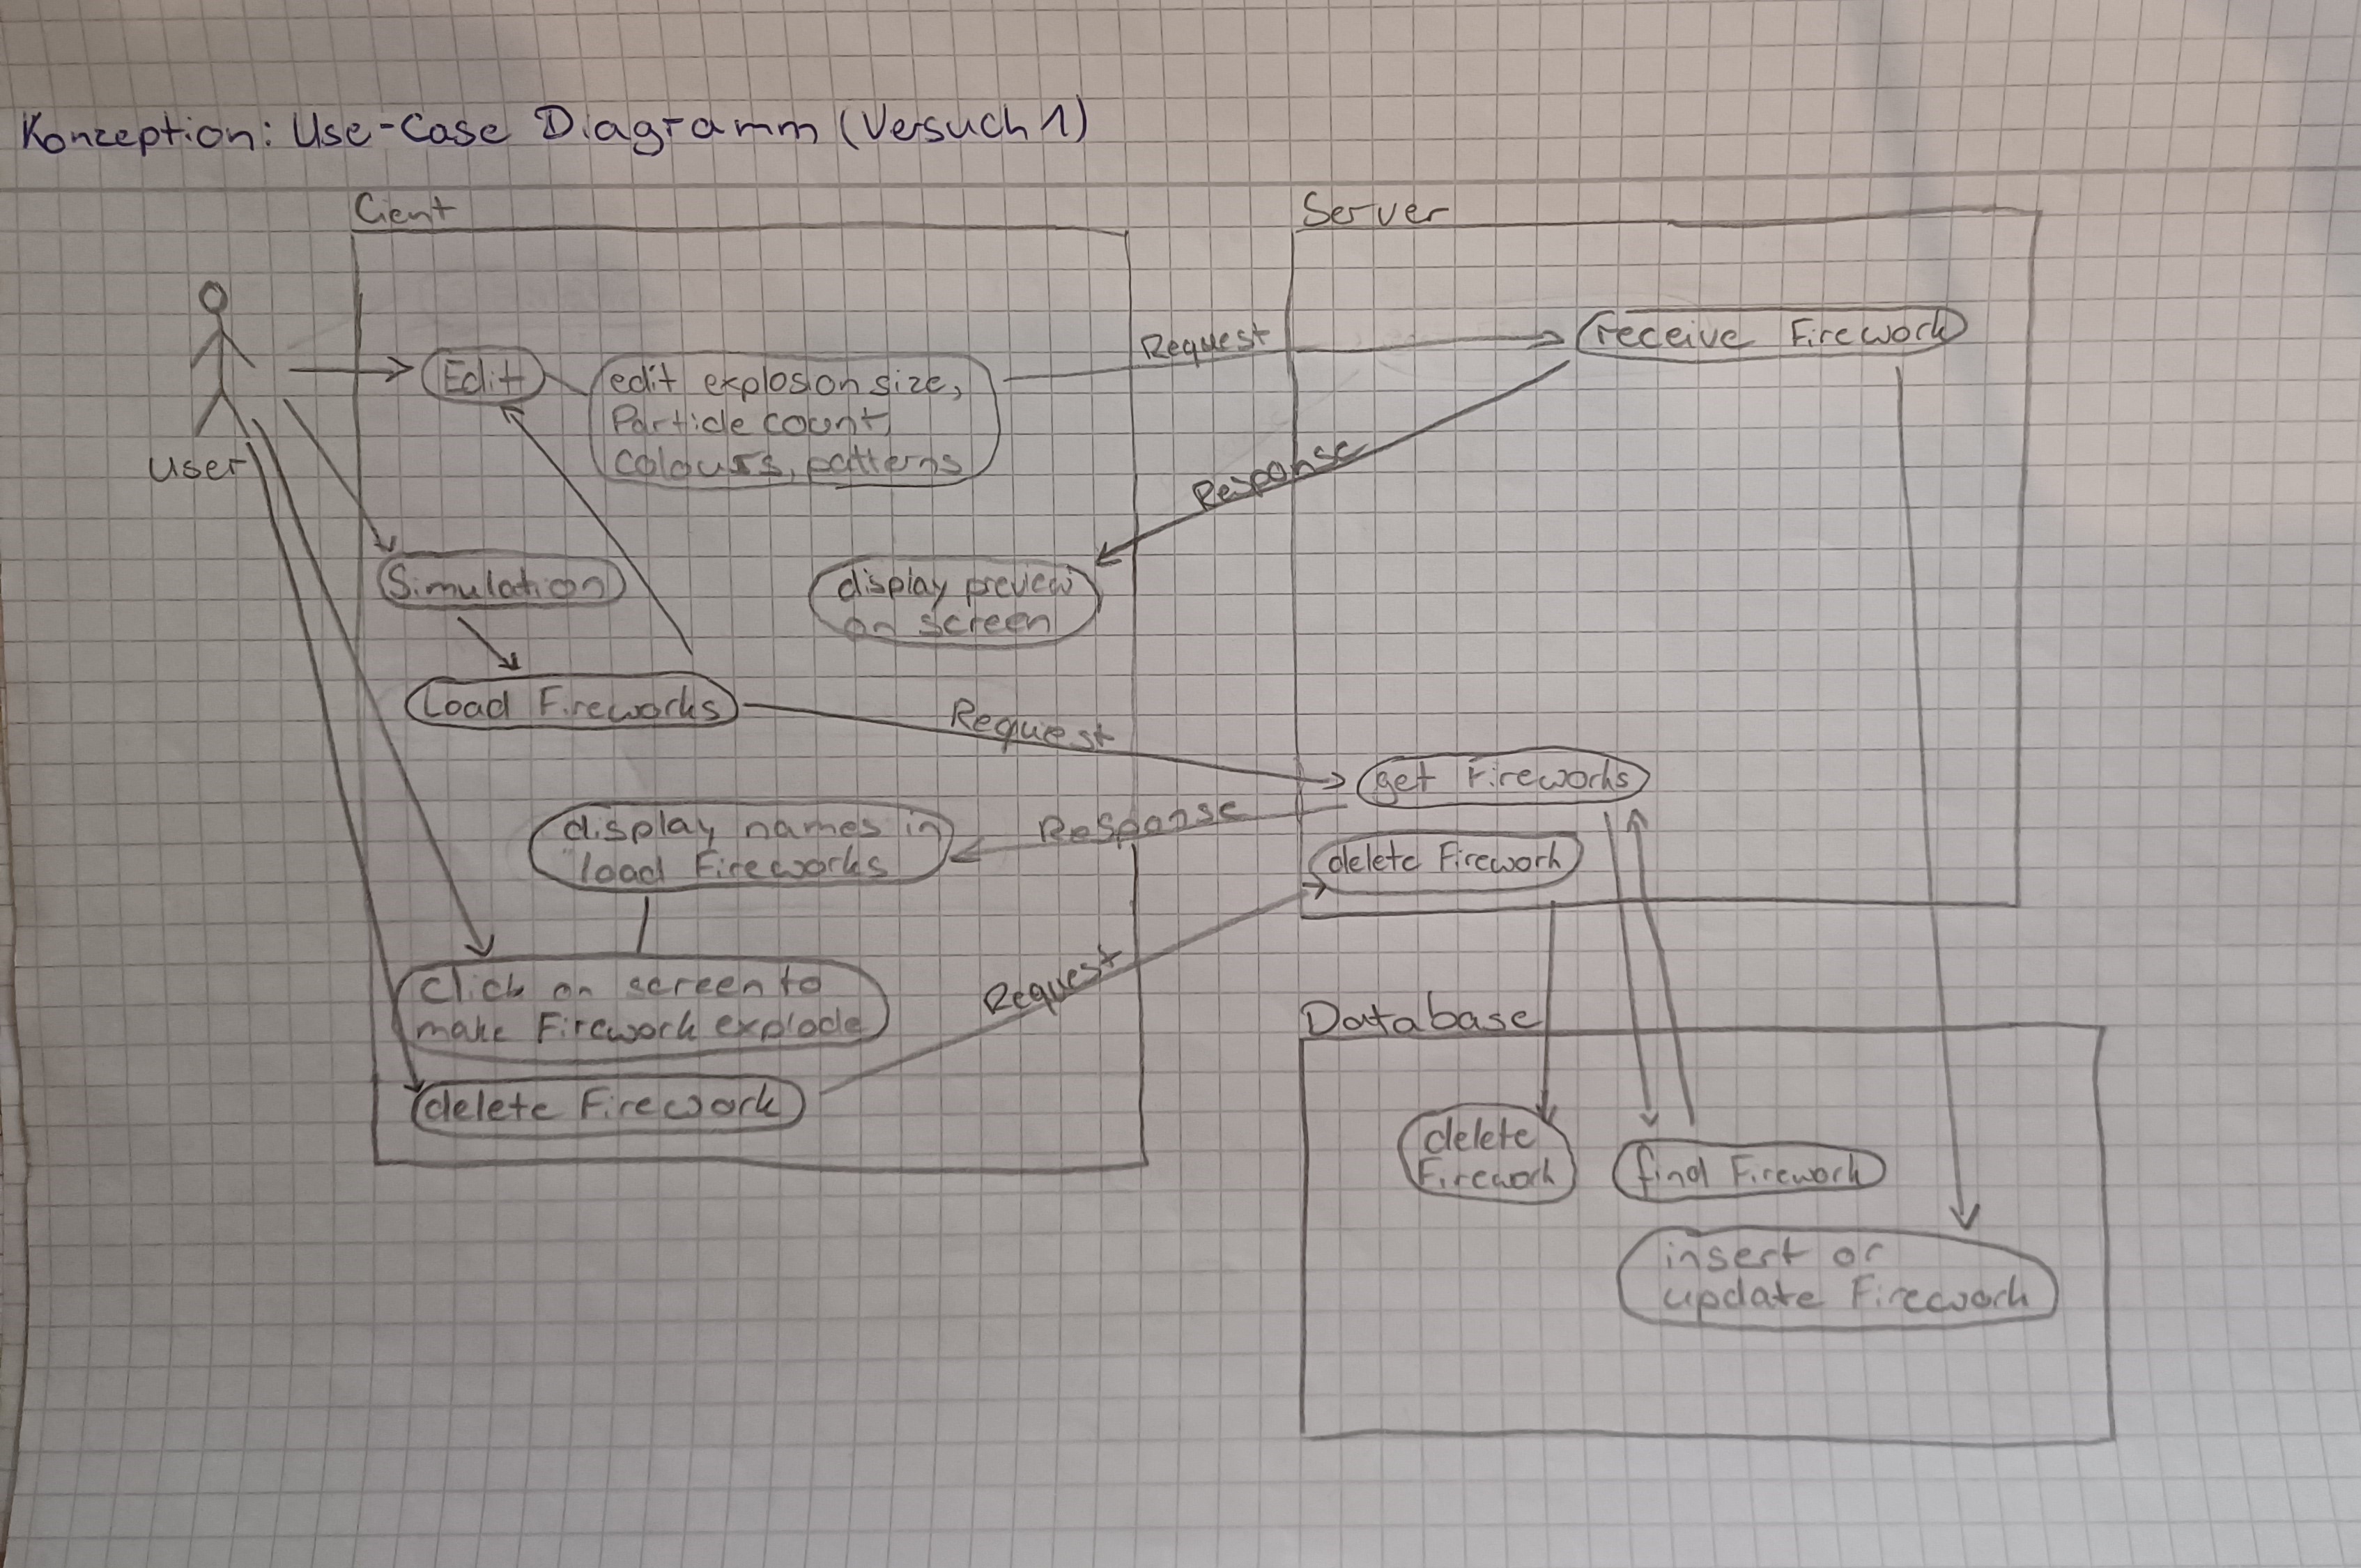 Konzeption: Use-Case Diagramm (Versuch 1)
Cient
Server
User
Edit
edit explosion size,
Particle count,
colours, patterns
Request
receive Firework
Response
Simulation
display preview
on screen
Load Fireworks
Request
get Fireworks
display names in
load Fireworks
Response
delete Firework
click on screen to
make Firework explode
Request
delete Firework
Database
delete
Firework
find Firework
insert or
update Firework